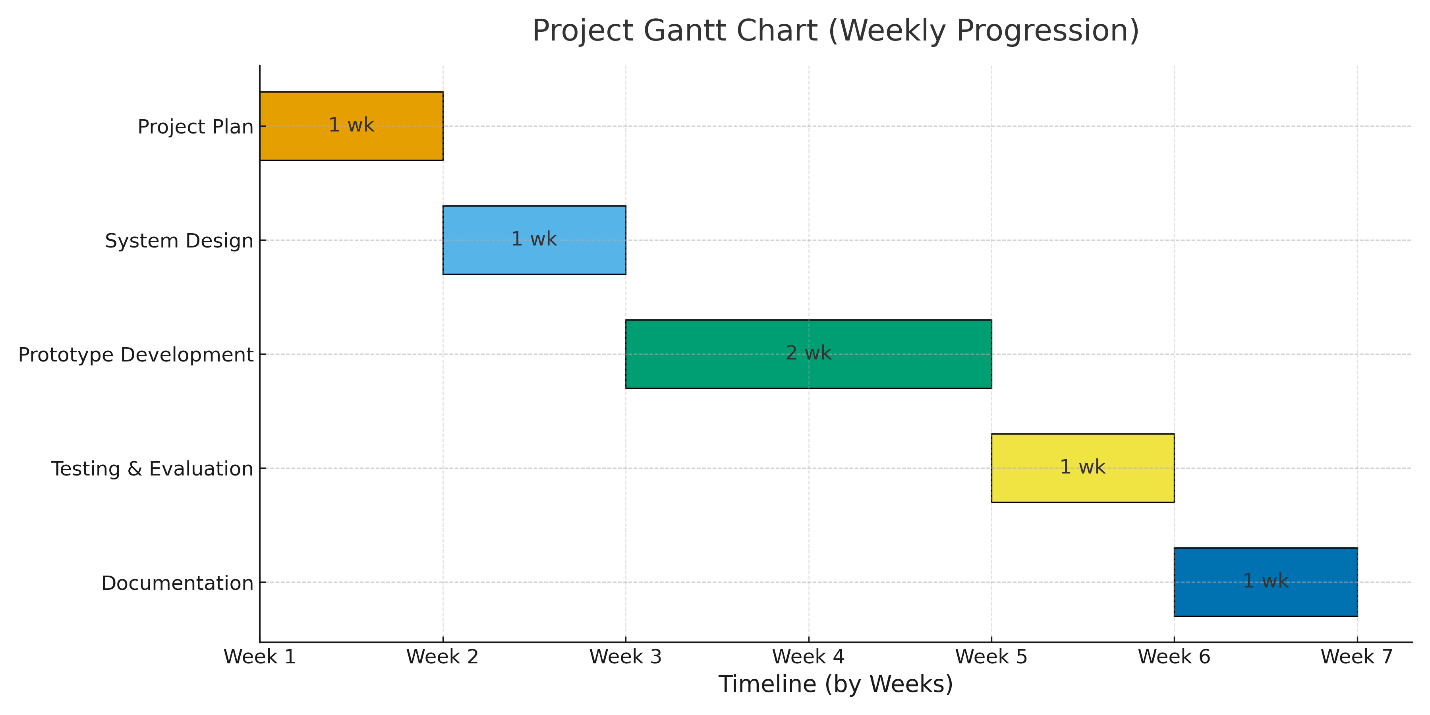 Project Gantt Chart (Weekly Progression)
Project Plan
1 wk
System Design
1 wk
Prototype Development
2 wk
Testing & Evaluation
1 wk
Documentation
1 wk
Week 1 Week 2 Week 3 Week 4 Week 5 Week 6 Week 7
Timeline (by Weeks)